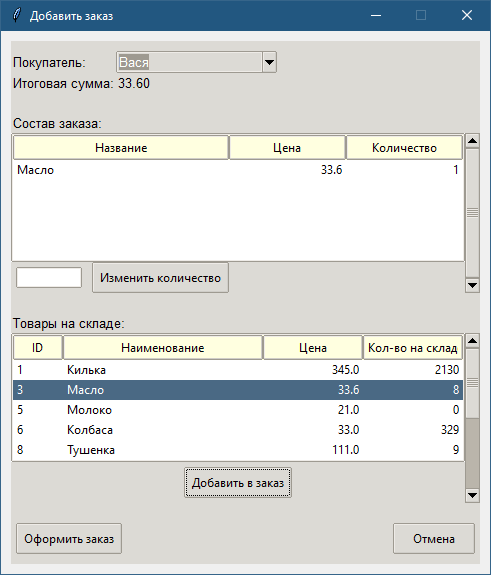 Добавить заказ
Покупатель: Вася
Итоговая сумма: 33.60
Состав заказа:
Название Цена Количество
Масло 33.6 1
Изменить количество
Товары на складе:
ID Наименование Цена Кол-во на склад
1 Килька 345.0 2130
3 Масло 33.6 8
5 Молоко 21.0 0
6 Колбаса 33.0 329
8 Тушенка 111.0 9
Добавить в заказ
Оформить заказ Отмена